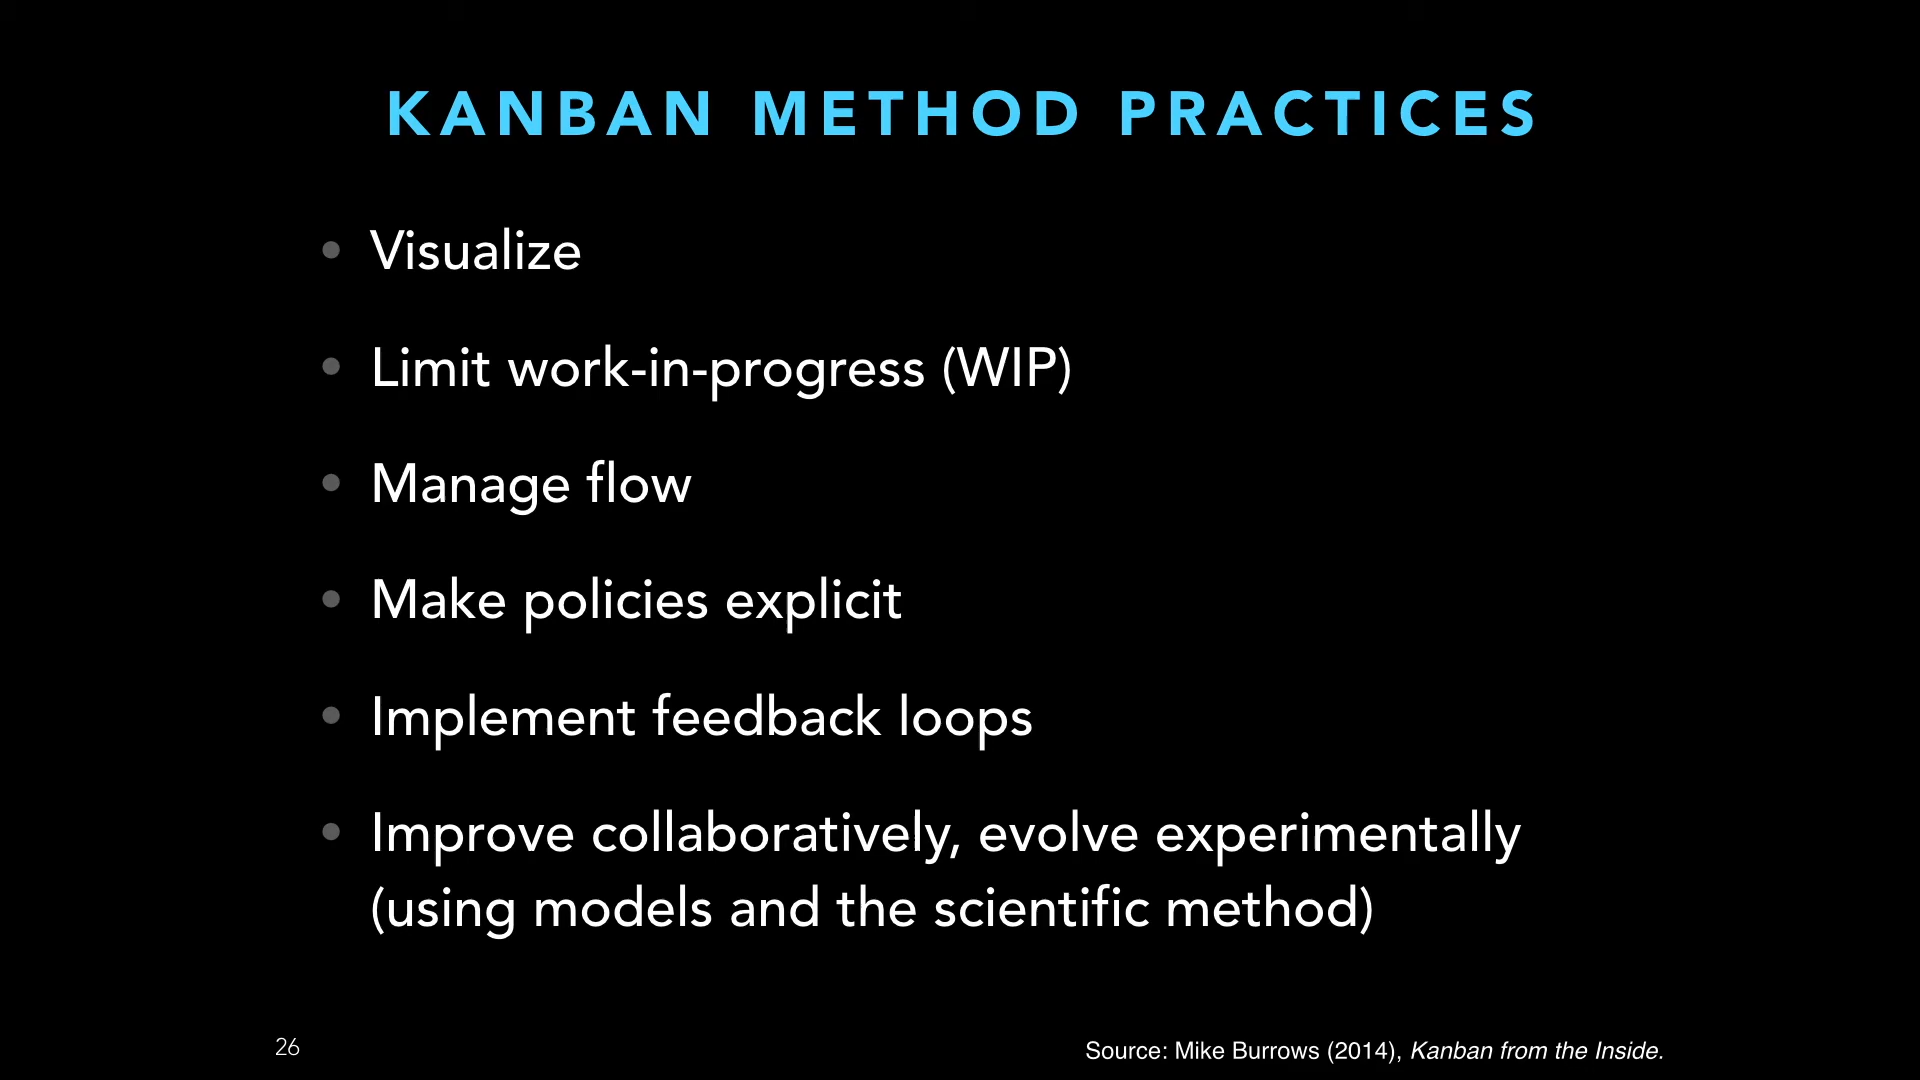 KANBAN METHOD PRACTICES
• Visualize
• Limit work-in-progress (WIP)
• Manage flow
• Make policies explicit
• Implement feedback loops
• Improve collaboratively, evolve experimentally
(using models and the scientific method)
26
Source: Mike Burrows (2014), Kanban from the Inside.